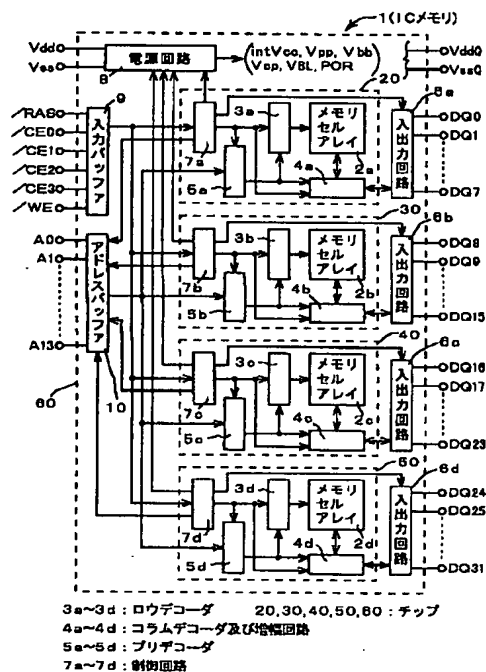 1(ICメモリ)
Vdd
Vss
電源回路
8
(intVcc, Vpp, Vbb
Vcp, VBL, POR)
VddQ
VssQ
20
9
/RAS
/CE0
/CE1
/CE2
/CE3
/WE
入力バッファ
7a
3a
メモリ
セル
アレイ
2a
4a
5a
6a
入出力回路
DQ0
DQ1
DQ7
30
A0
A1
A13
アドレスバッファ
10
60
7b
3b
メモリ
セル
アレイ
2b
4b
5b
6b
入出力回路
DQ8
DQ9
DQ15
40
7c
3c
メモリ
セル
アレイ
2c
4c
5c
6c
入出力回路
DQ16
DQ17
DQ23
50
7d
3d
メモリ
セル
アレイ
2d
4d
5d
6d
入出力回路
DQ24
DQ25
DQ31
3a~3d:ロウデコーダ 20,30,40,50,60:チップ
4a~4d:コラムデコーダ及び増幅回路
5a~5d:プリデコーダ
7a~7d:制御回路